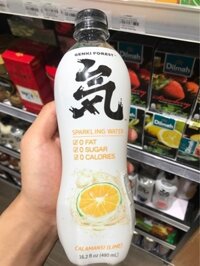 GENKI FOREST
気
SPARKLING WATER
0 FAT
0 SUGAR
0 CALORIES
CALAMANSI (LIME)
16.2 fl oz (480 mL)
Dilmah
Dilmah